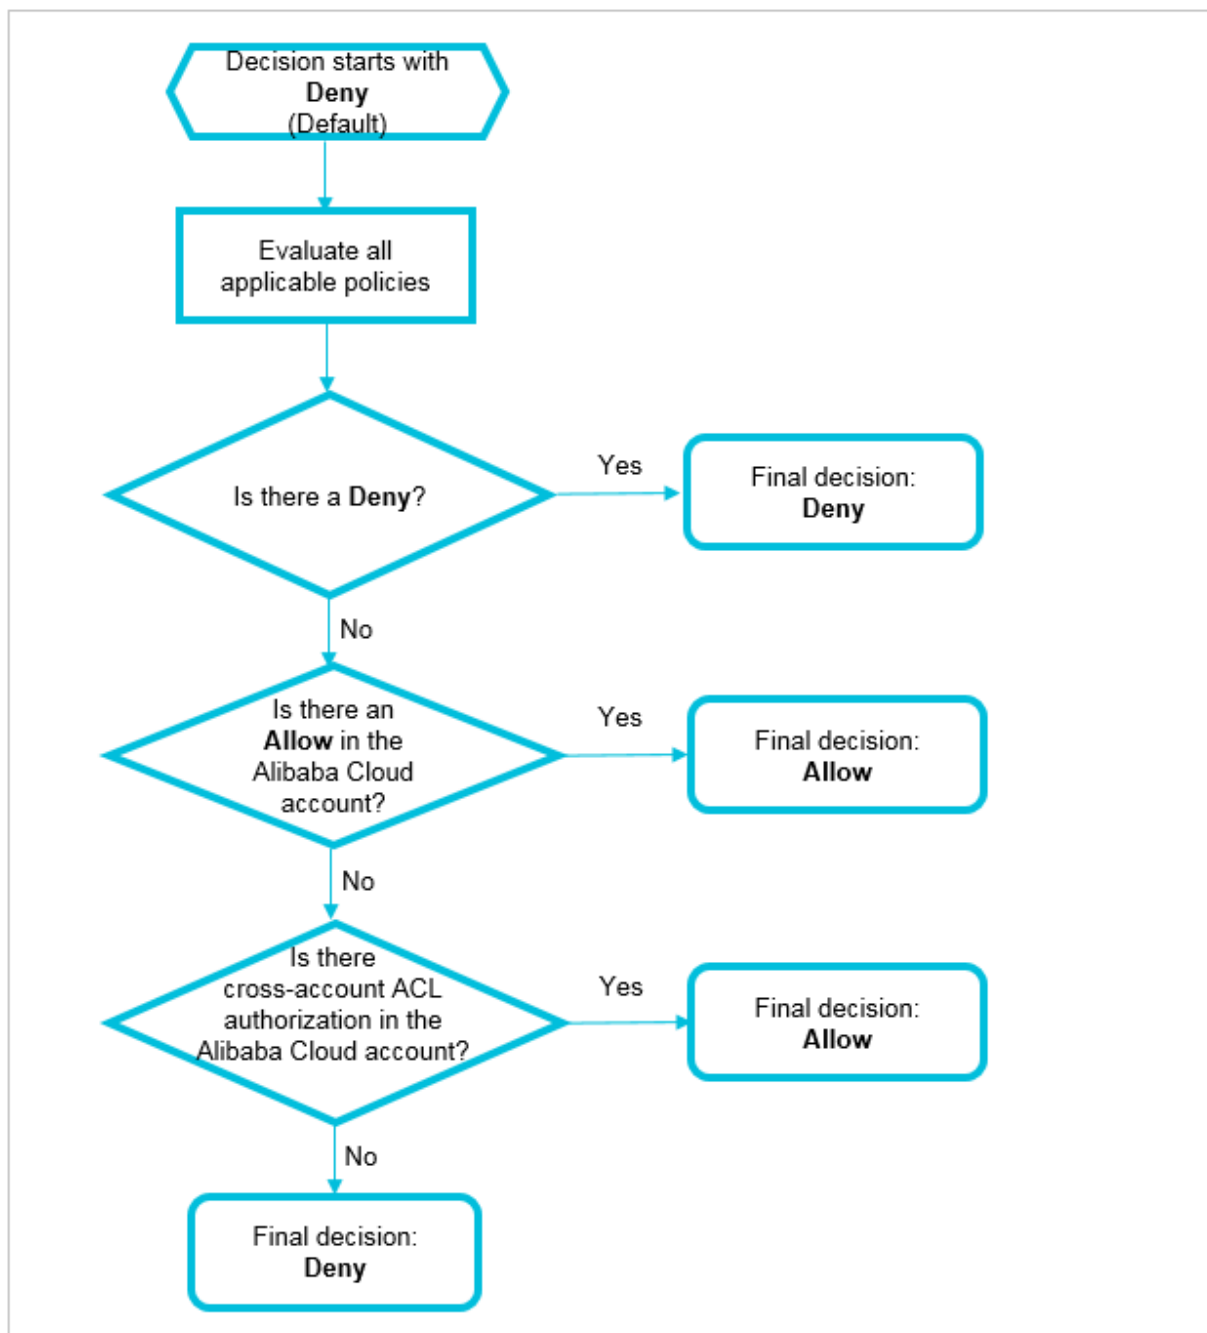 Decision starts with
Deny
(Default)
Evaluate all
applicable policies
Is there a Deny?
Yes
Final decision:
Deny
No
Is there an
Allow in the
Alibaba Cloud
account?
Yes
Final decision:
Allow
No
Is there
cross-account ACL
authorization in the
Alibaba Cloud account?
Yes
Final decision:
Allow
No
Final decision:
Deny